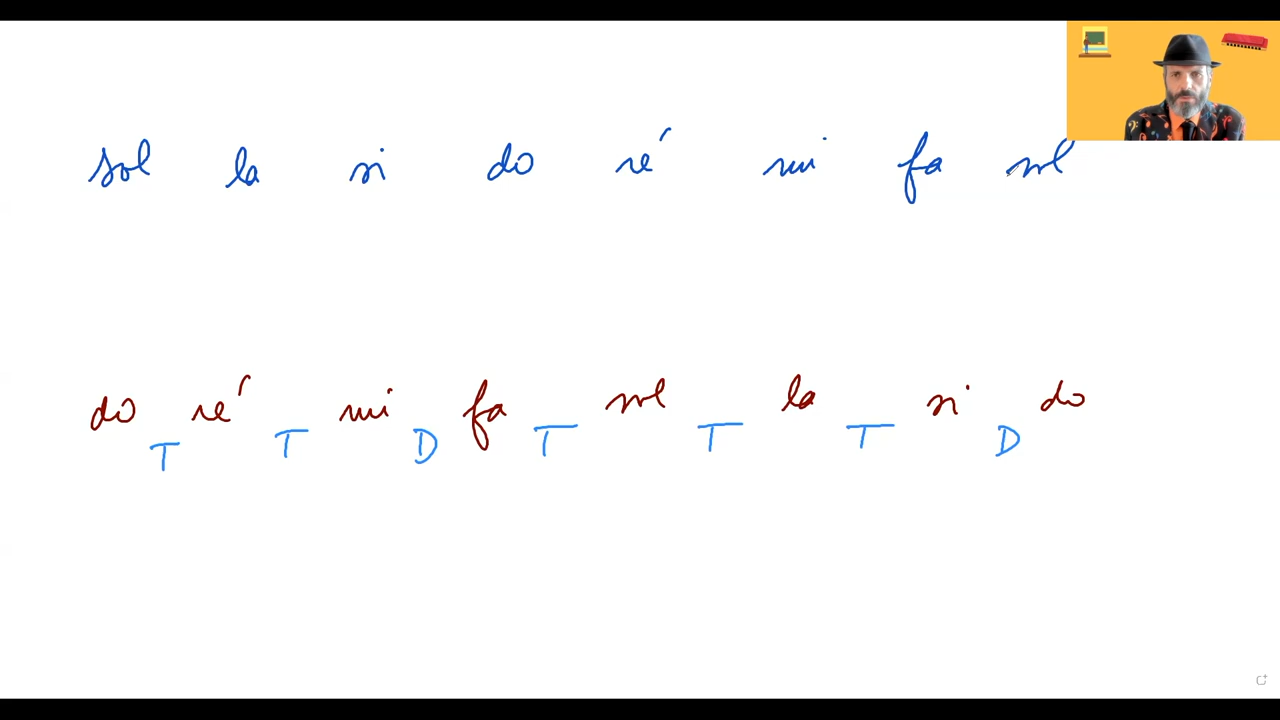 sol la si do ré mi fa sol
do ré mi fa sol la si do
T T D T T T D